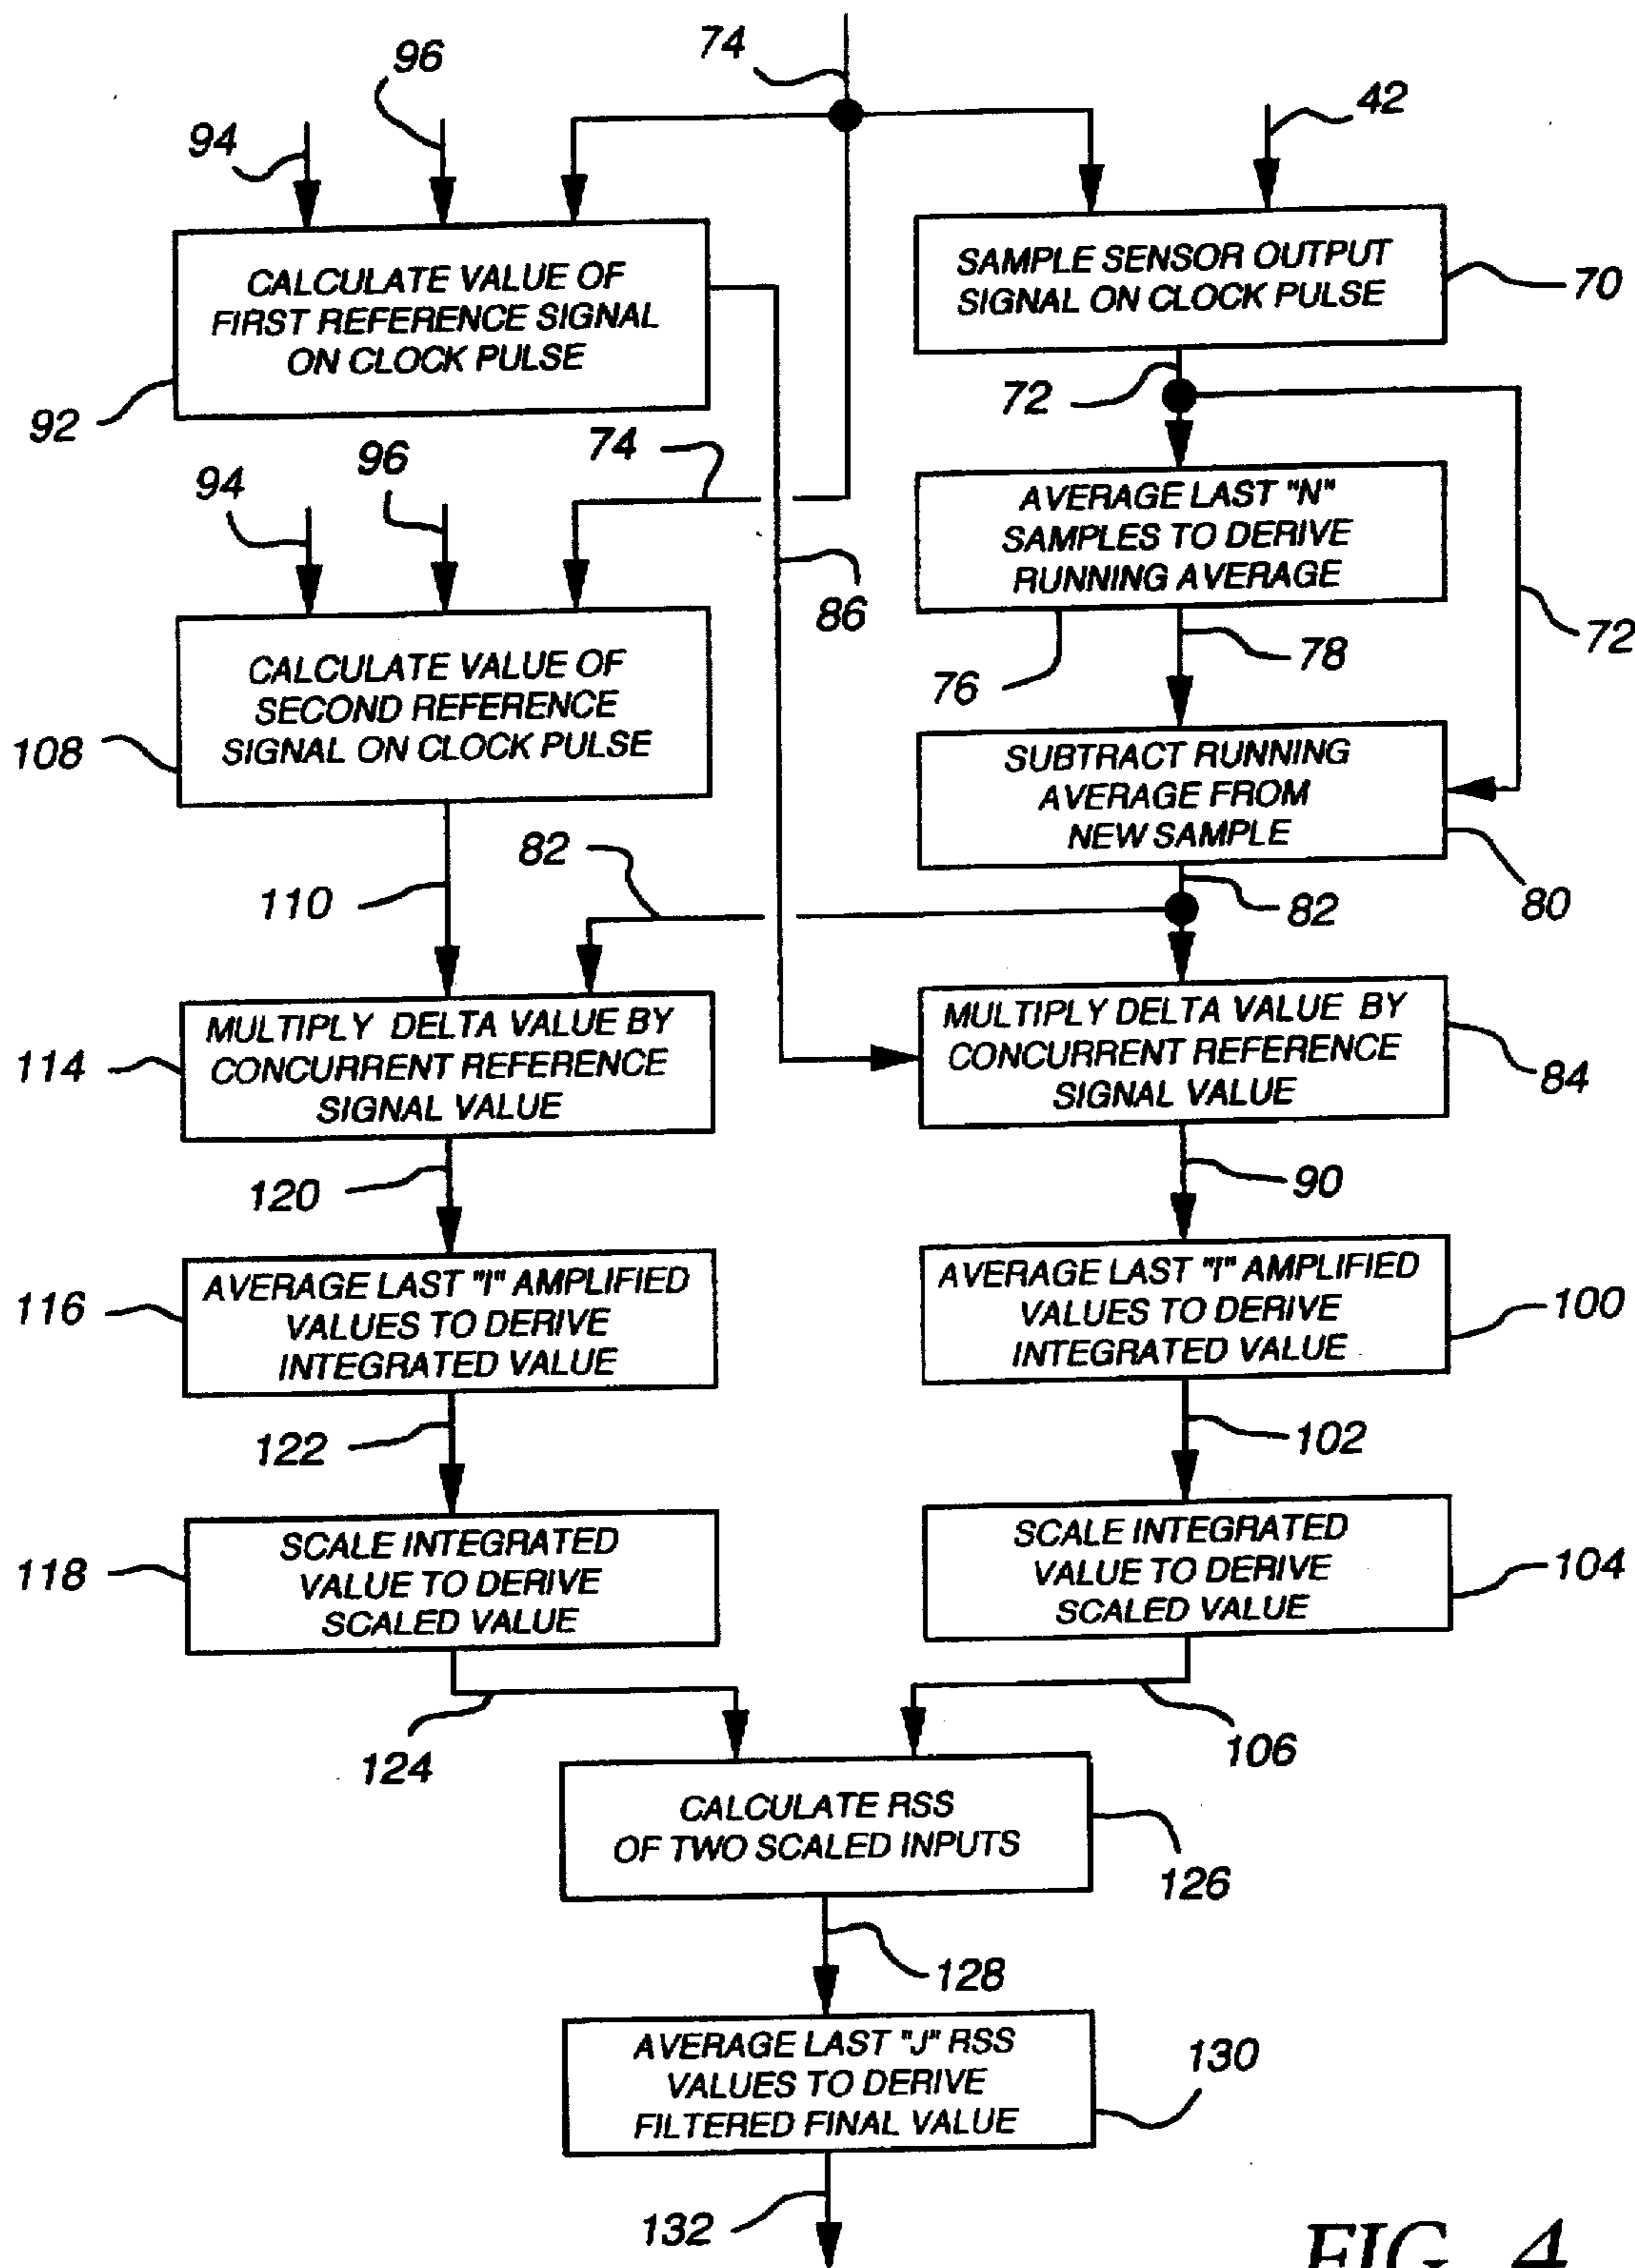 74
96
42
94
CALCULATE VALUE OF
FIRST REFERENCE SIGNAL
ON CLOCK PULSE
92
SAMPLE SENSOR OUTPUT
SIGNAL ON CLOCK PULSE
70
72
74
96
94
86
AVERAGE LAST "N"
SAMPLES TO DERIVE
RUNNING AVERAGE
72
76
78
CALCULATE VALUE OF
SECOND REFERENCE
SIGNAL ON CLOCK PULSE
108
SUBTRACT RUNNING
AVERAGE FROM
NEW SAMPLE
80
110
82
82
MULTIPLY DELTA VALUE BY
CONCURRENT REFERENCE
SIGNAL VALUE
114
MULTIPLY DELTA VALUE BY
CONCURRENT REFERENCE
SIGNAL VALUE
84
120
90
AVERAGE LAST "I" AMPLIFIED
VALUES TO DERIVE
INTEGRATED VALUE
116
AVERAGE LAST "I" AMPLIFIED
VALUES TO DERIVE
INTEGRATED VALUE
100
122
102
SCALE INTEGRATED
VALUE TO DERIVE
SCALED VALUE
118
SCALE INTEGRATED
VALUE TO DERIVE
SCALED VALUE
104
124
106
CALCULATE RSS
OF TWO SCALED INPUTS
126
128
AVERAGE LAST "J" RSS
VALUES TO DERIVE
FILTERED FINAL VALUE
130
132
FIG. 4